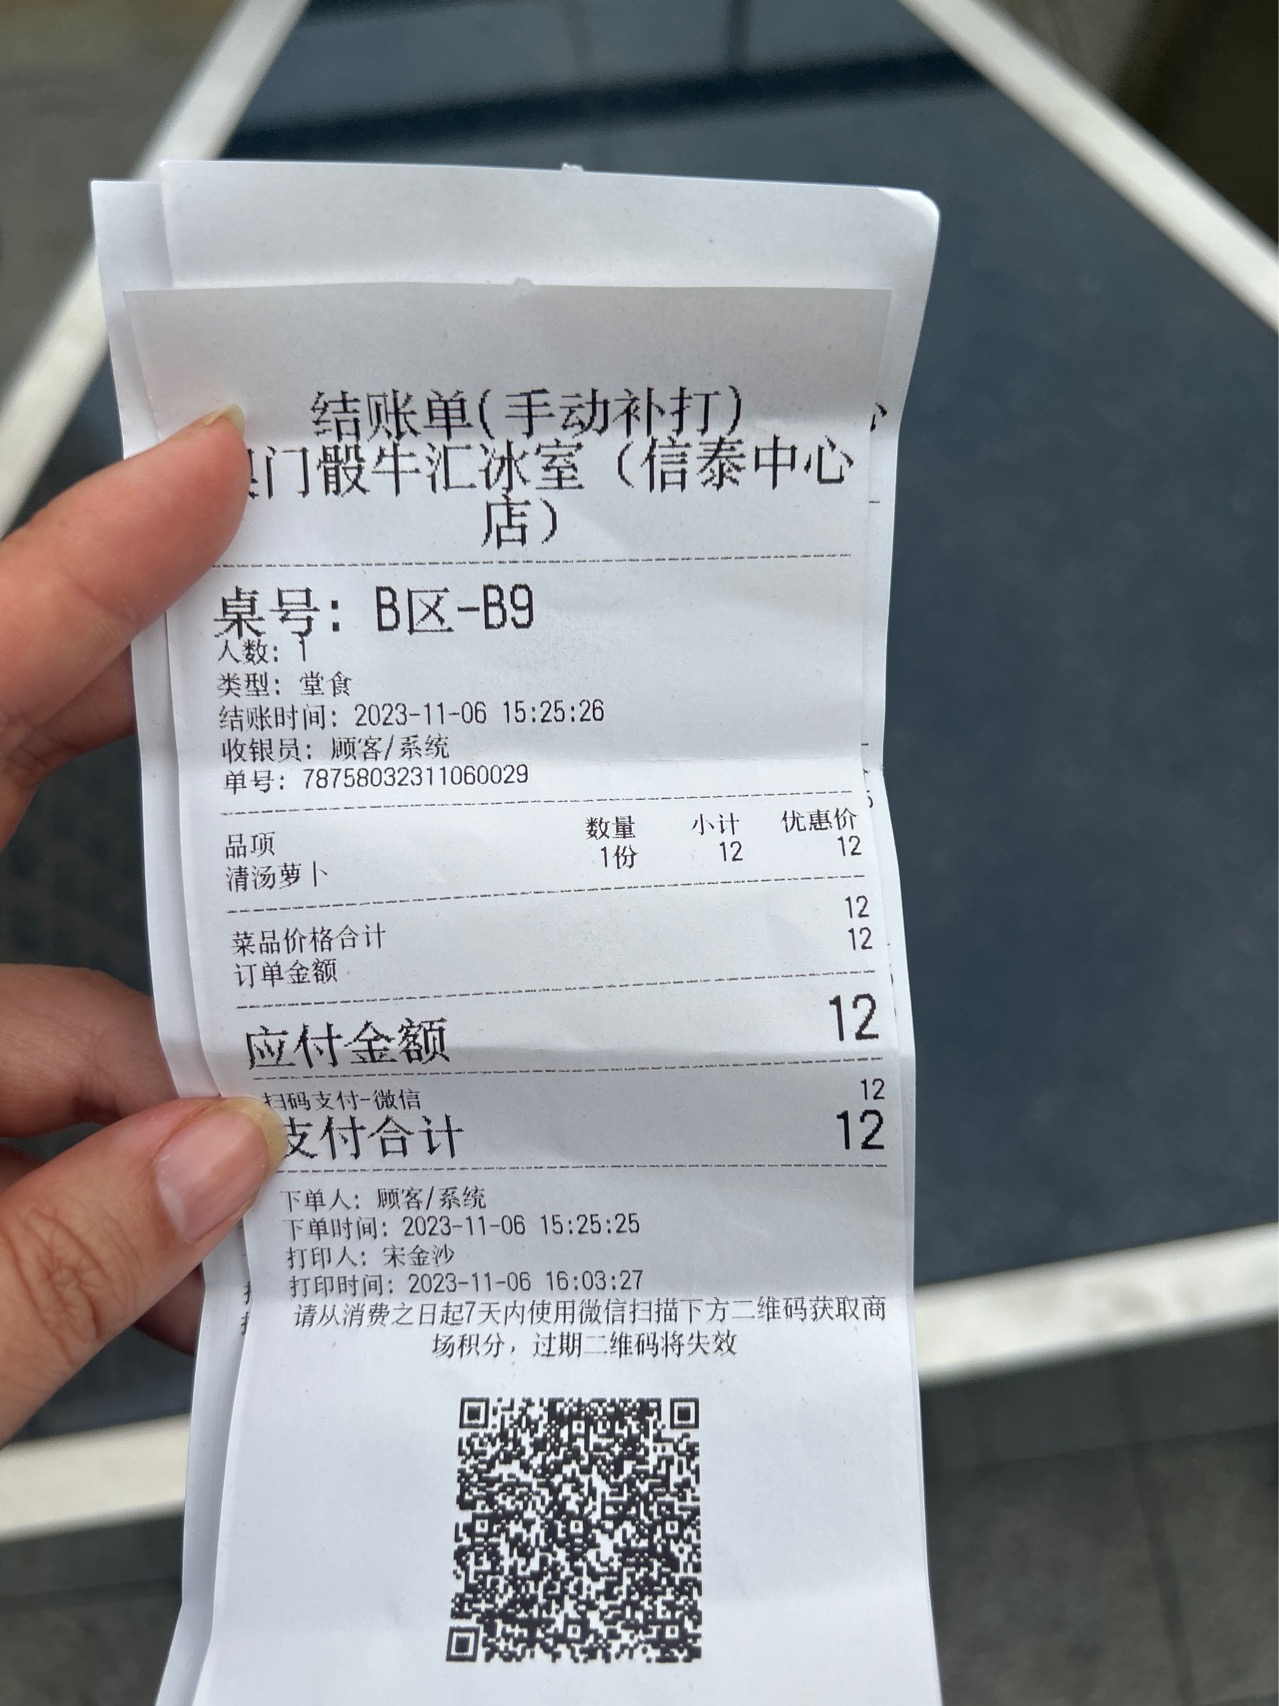 结账单(手动补打)
门骰牛汇冰室（信泰中心
店）
桌号: B区-B9
人数: 1
类型: 堂食
结账时间: 2023-11-06 15:25:26
收银员: 顾客/系统
单号: 78758032311060029
品项 数量 小计 优惠价
清汤萝卜 1份 12 12
菜品价格合计 12
订单金额 12
应付金额 12
扫码支付-微信 12
支付合计 12
下单人: 顾客/系统
下单时间: 2023-11-06 15:25:25
打印人: 宋金沙
打印时间: 2023-11-06 16:03:27
请从消费之日起7天内使用微信扫描下方二维码获取商
场积分，过期二维码将失效